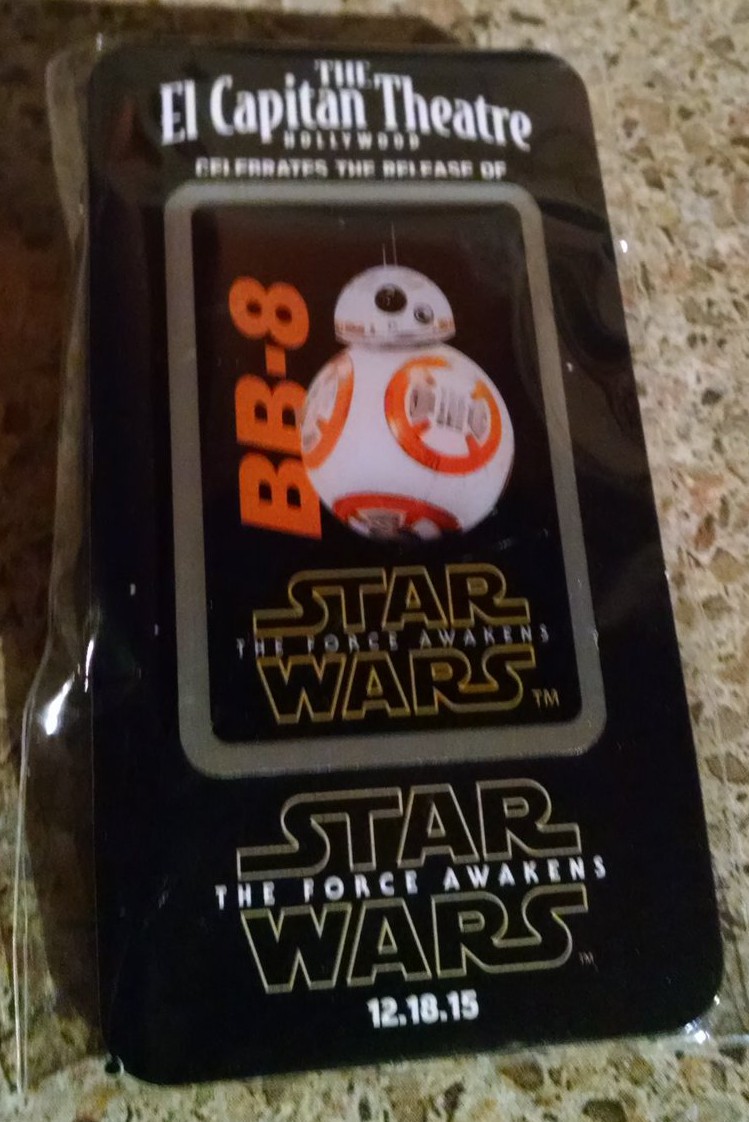 THE
El Capitan Theatre
HOLLYWOOD
CELEBRATES THE RELEASE OF
BB-8
STAR
THE FORCE AWAKENS
WARS TM
STAR
THE FORCE AWAKENS
WARS TM
12.18.15